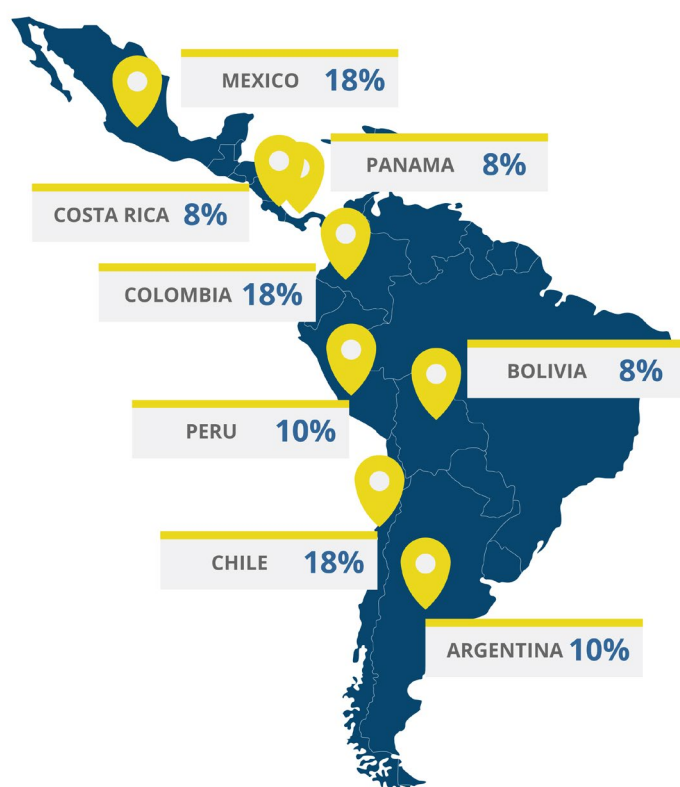 MEXICO 18%
PANAMA 8%
COSTA RICA 8%
COLOMBIA 18%
BOLIVIA 8%
PERU 10%
CHILE 18%
ARGENTINA 10%